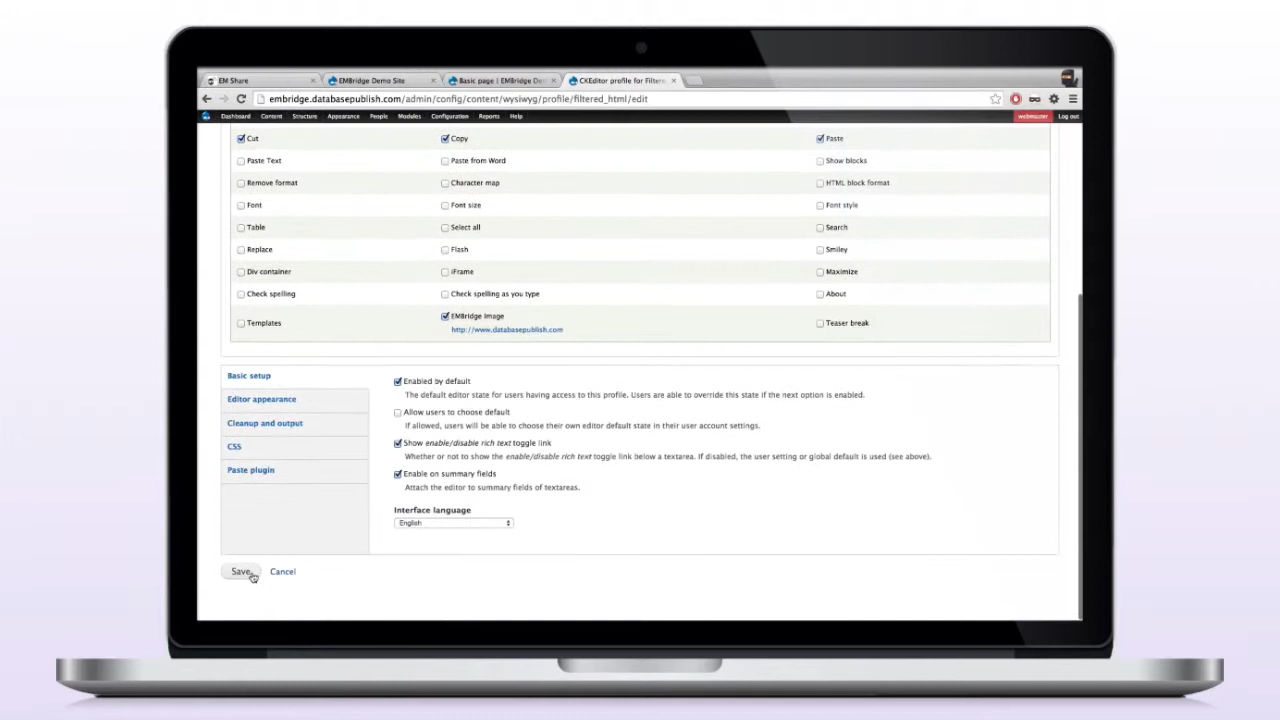 EM Share
EMBridge Demo Site
Basic page | EMBridge De
CKEditor profile for Filtere
embridge.databasepublish.com/admin/config/content/wysiwyg/profile/filtered_html/edit
Dashboard Content Structure Appearance People Modules Configuration Reports Help webmaster Log out
Cut Copy Paste
Paste Text Paste from Word Show blocks
Remove format Character map HTML block format
Font Font size Font style
Table Select all Search
Replace Flash Smiley
Div container iFrame Maximize
Check spelling Check spelling as you type About
Templates EMBridge Image Teaser break
http://www.databasepublish.com
Basic setup
Editor appearance
Cleanup and output
CSS
Paste plugin
Enabled by default
The default editor state for users having access to this profile. Users are able to override this state if the next option is enabled.
Allow users to choose default
If allowed, users will be able to choose their own editor default state in their user account settings.
Show enable/disable rich text toggle link
Whether or not to show the enable/disable rich text toggle link below a textarea. If disabled, the user setting or global default is used (see above).
Enable on summary fields
Attach the editor to summary fields of textareas.
Interface language
English
Save Cancel